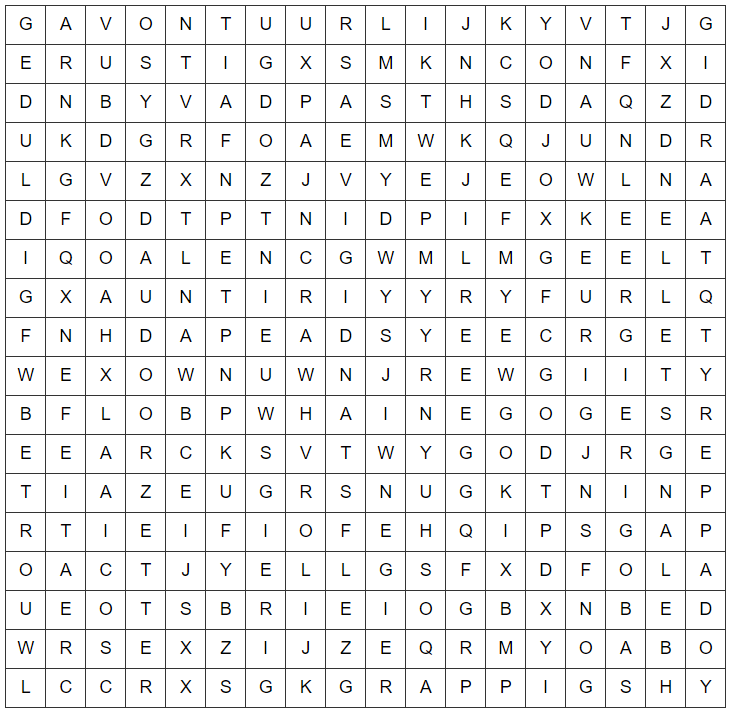 G A V O N T U U R L I J K Y V T J G
E R U S T I G X S M K N C O N F X I
D N B Y V A D P A S T H S D A Q Z D
U K D G R F O A E M W K Q J U N D R
L G V Z X N Z J V Y E J E O W L N A
D F O D T P T N I D P I F X K E E A
I Q O A L E N C G W M L M G E E L T
G X A U N T I R I Y Y R Y F U R L Q
F N H D A P E A D S Y E E C R G E T
W E X O W N U W N J R E W G I I T Y
B F L O B P W H A I N E G O G E S R
E E A R C K S V T W Y G O D J R G E
T I A Z E U G R S N U G K T N I N P
R T I E I F I O F E H Q I P S G A P
O A C T J Y E L L G S F X D F O L A
U E O T S B R I E I O G B X N B E D
W R S E X Z I J Z E Q R M Y O A B O
L C C R X S G K G R A P P I G S H Y